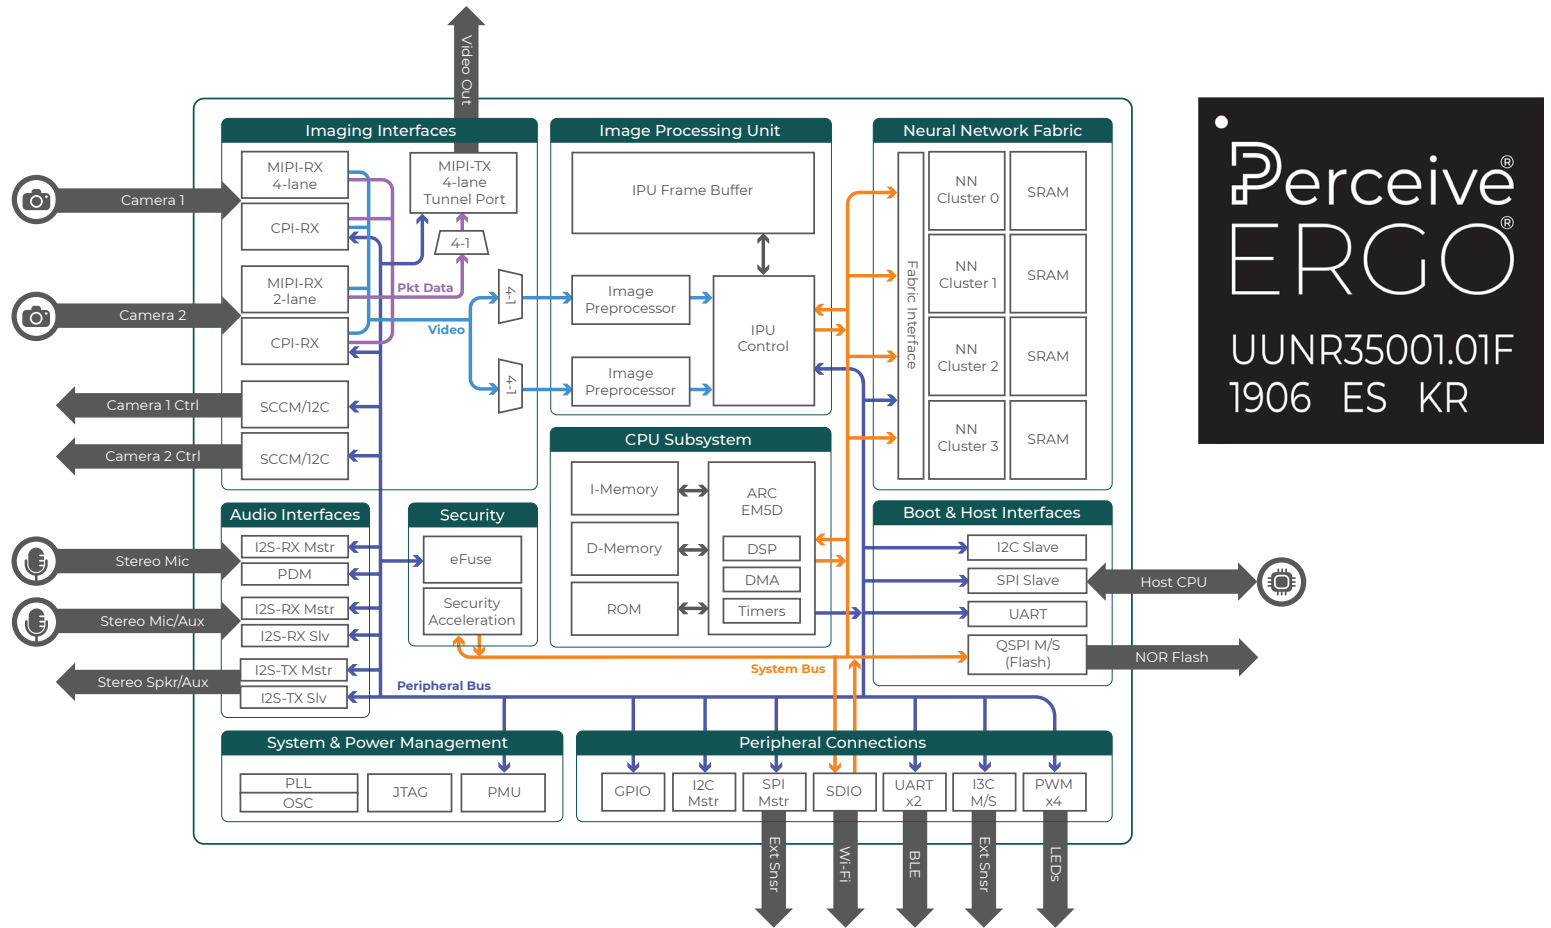 Video Out
Imaging Interfaces
MIPI-RX
4-lane
CPI-RX
MIPI-RX
2-lane
CPI-RX
SCCM/12C
SCCM/12C
MIPI-TX
4-lane
Tunnel Port
4-1
Pkt Data
Video
4-1
4-1
Camera 1
Camera 2
Camera 1 Ctrl
Camera 2 Ctrl
Image Processing Unit
IPU Frame Buffer
Image
Preprocessor
Image
Preprocessor
IPU
Control
Neural Network Fabric
Fabric Interface
NN
Cluster 0
SRAM
NN
Cluster 1
SRAM
NN
Cluster 2
SRAM
NN
Cluster 3
SRAM
Perceive®
ERGO®
UUNR35001.01F
1906 ES KR
Audio Interfaces
I2S-RX Mstr
PDM
I2S-RX Mstr
I2S-RX Slv
I2S-TX Mstr
I2S-TX Slv
Stereo Mic
Stereo Mic/Aux
Stereo Spkr/Aux
Security
eFuse
Security
Acceleration
CPU Subsystem
I-Memory
D-Memory
ROM
ARC
EM5D
DSP
DMA
Timers
System Bus
Peripheral Bus
Boot & Host Interfaces
I2C Slave
SPI Slave
UART
QSPI M/S
(Flash)
Host CPU
NOR Flash
System & Power Management
PLL
OSC
JTAG
PMU
Peripheral Connections
GPIO
I2C
Mstr
SPI
Mstr
SDIO
UART
x2
I3C
M/S
PWM
x4
Ext Snsr
Wi-Fi
BLE
Ext Snsr
LEDs